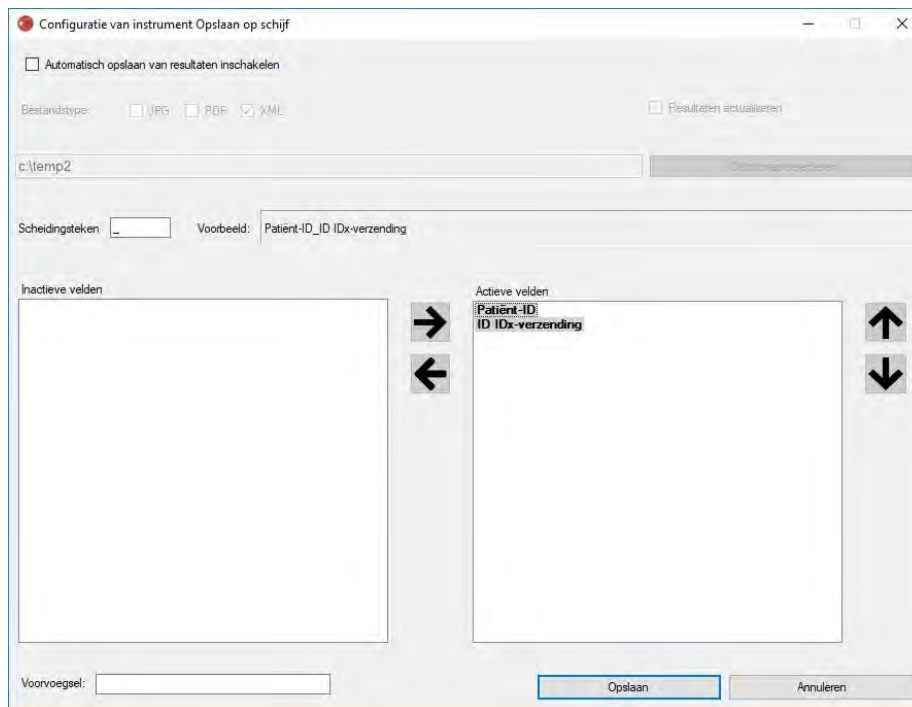 Configuratie van instrument Opslaan op schijf
Automatisch opslaan van resultaten inschakelen
Bestandstype: JPG PDF XML Resultaten actualiseren
c:\temp2
Scheidingsteken _ Voorbeeld: Patiënt-ID_ID IDx-verzending
Inactieve velden
Actieve velden
Patiënt-ID
ID IDx-verzending
Voorvoegsel:
Opslaan Annuleren